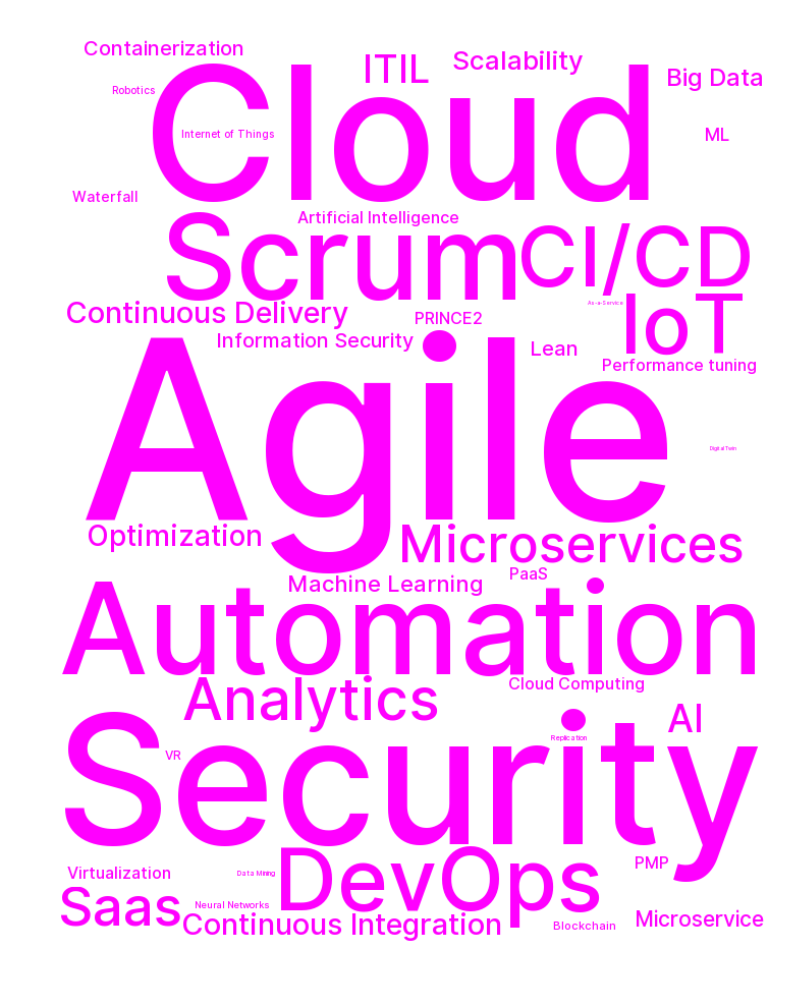 Containerization
ITIL
Scalability
Big Data
Robotics
Cloud
Internet of Things
ML
Waterfall
Artificial Intelligence
Scrum
CI/CD
As-a-Service
IoT
Continuous Delivery
PRINCE2
Information Security
Lean
Performance tuning
Agile
Digital Twin
Optimization
Microservices
PaaS
Machine Learning
Automation
Analytics
Cloud Computing
AI
Security
Replication
VR
DevOps
PMP
Virtualization
Data Mining
Saas
Neural Networks
Continuous Integration
Blockchain
Microservice